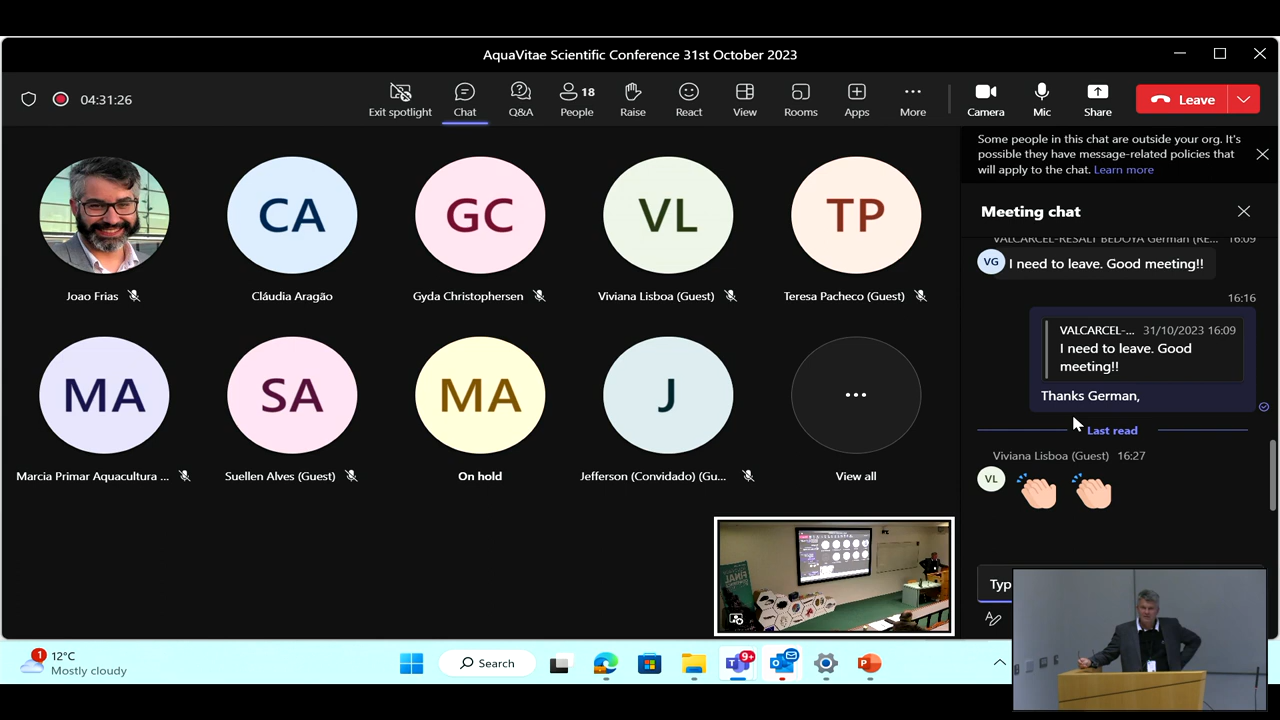 AquaVitae Scientific Conference 31st October 2023
04:31:26
Exit spotlight
Chat
Q&A
18
People
Raise
React
View
Rooms
Apps
More
Camera
Mic
Share
Leave
Some people in this chat are outside your org. It's
possible they have message-related policies that
will apply to the chat. Learn more
Meeting chat
VALCARCEL-RESALT BEDOYA German (RE... 16:09
VG
I need to leave. Good meeting!!
16:16
VALCARCEL-... 31/10/2023 16:09
I need to leave. Good
meeting!!
Thanks German,
Last read
Viviana Lisboa (Guest) 16:27
VL
Typ
CA
GC
VL
TP
Joao Frias
Cláudia Aragão
Gyda Christophersen
Viviana Lisboa (Guest)
Teresa Pacheco (Guest)
MA
SA
MA
J
...
Marcia Primar Aquacultura ...
Suellen Alves (Guest)
On hold
Jefferson (Convidado) (Gu...
View all
FINAL
1
12°C
Mostly cloudy
Search
9+